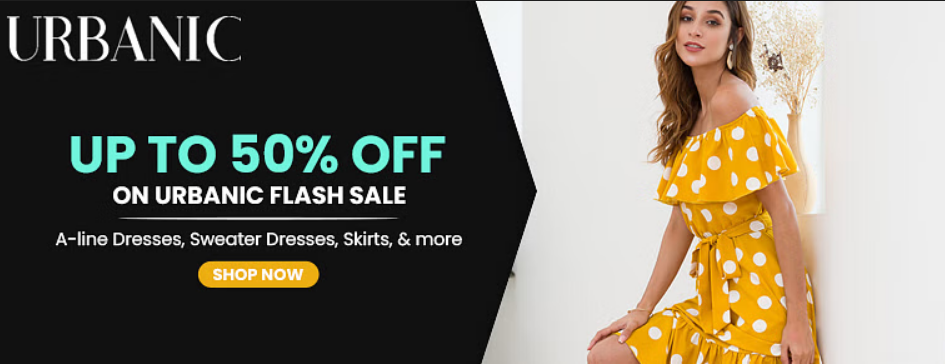 URBANIC
UP TO 50% OFF
ON URBANIC FLASH SALE
A-line Dresses, Sweater Dresses, Skirts, & more
SHOP NOW